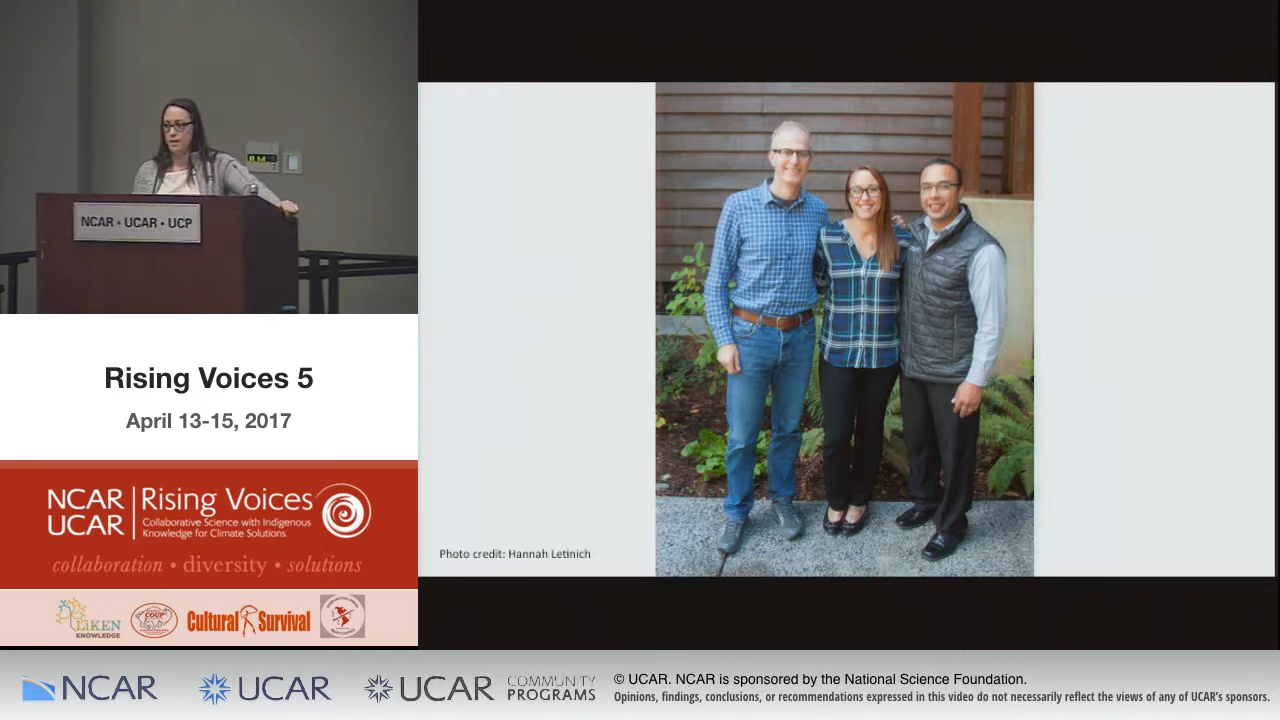 NCAR • UCAR • UCP
Rising Voices 5
April 13-15, 2017
NCAR
UCAR
Rising Voices
Collaborative Science with Indigenous
Knowledge for Climate Solutions
collaboration • diversity • solutions
LiKEN
KNOWLEDGE
COUP
Cultural Survival
Photo credit: Hannah Letinich
NCAR
UCAR
UCAR
COMMUNITY
PROGRAMS
© UCAR. NCAR is sponsored by the National Science Foundation.
Opinions, findings, conclusions, or recommendations expressed in this video do not necessarily reflect the views of any of UCAR's sponsors.